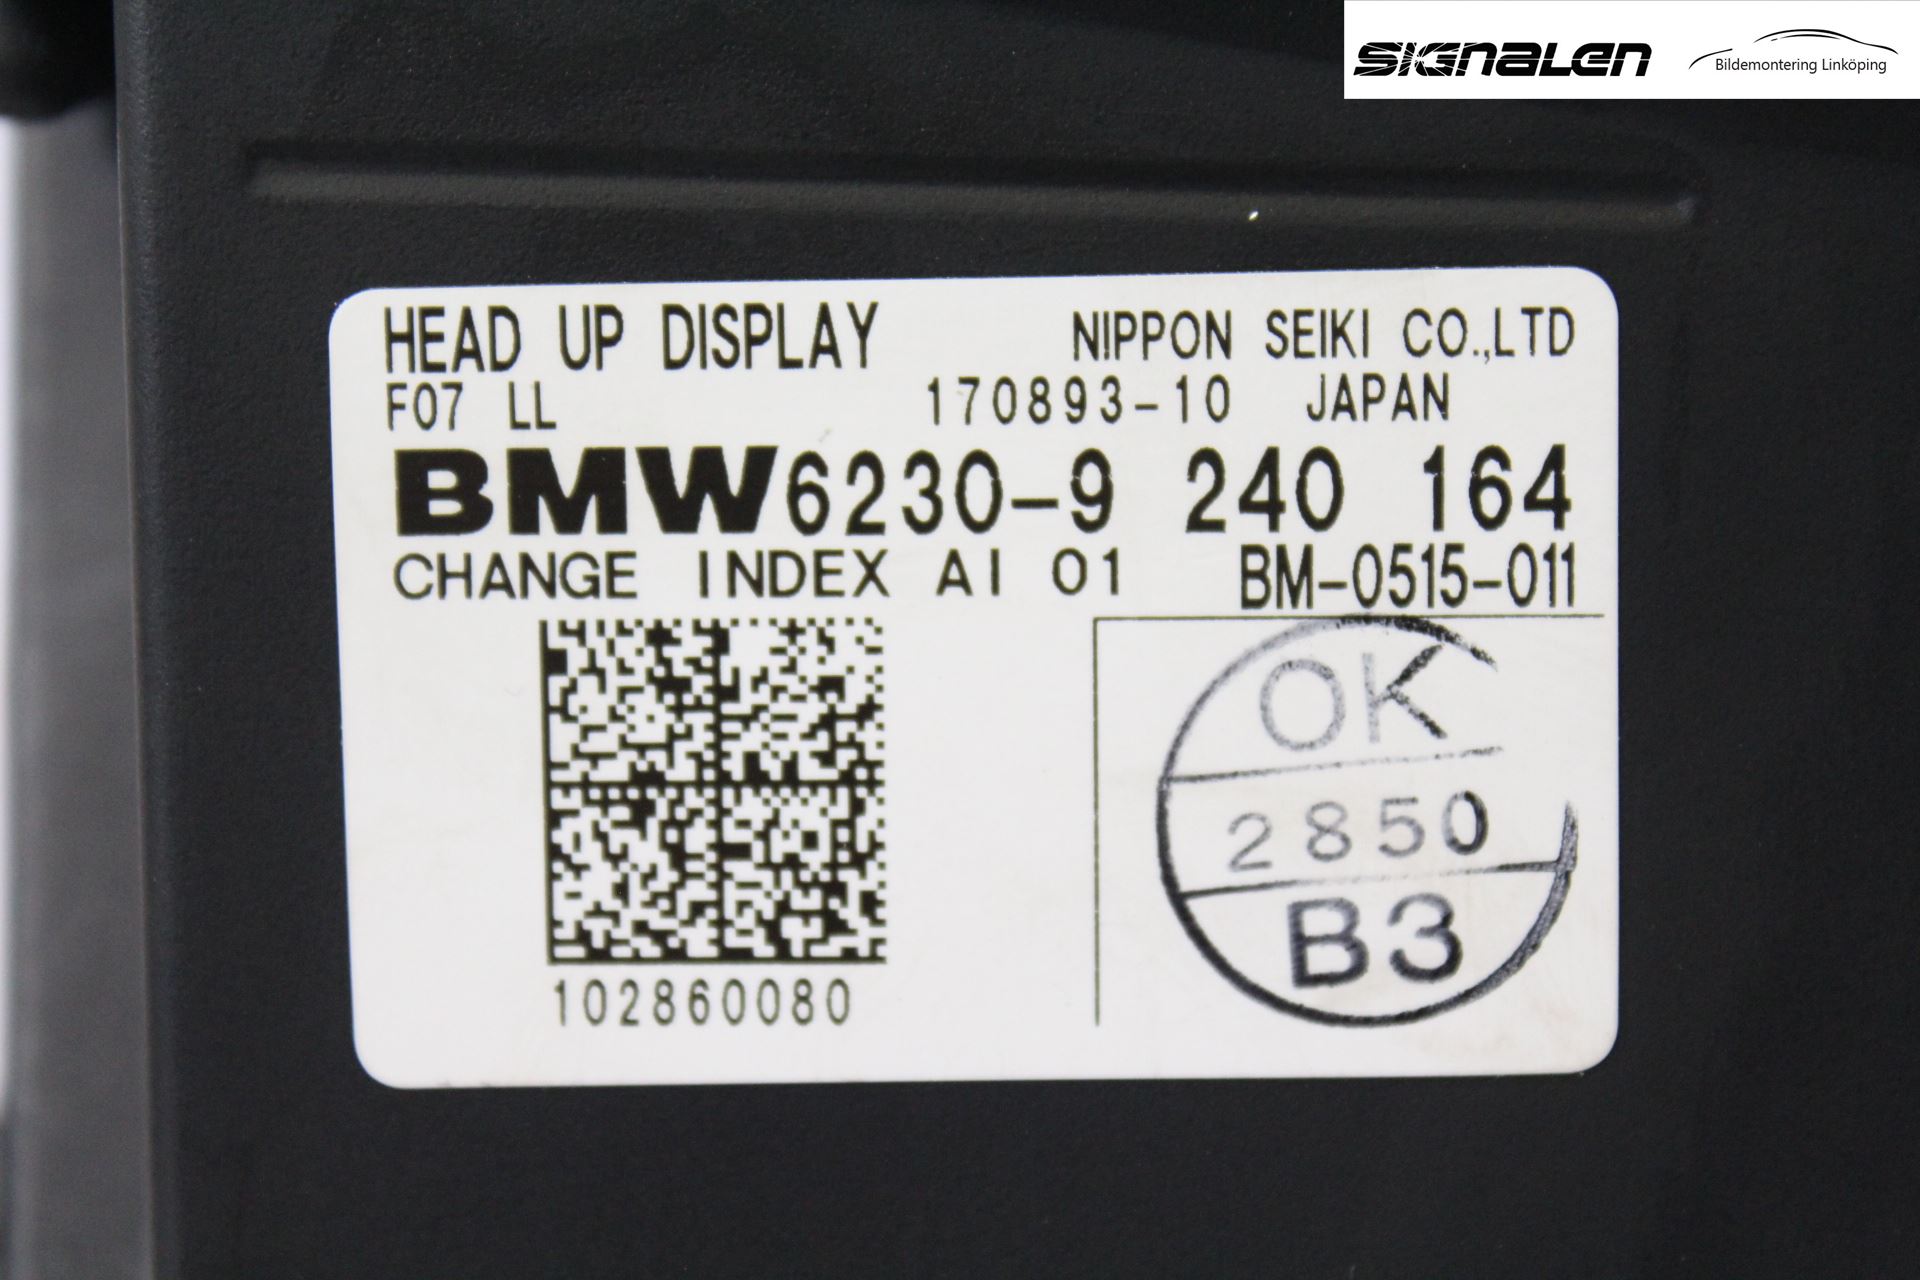 SIGNALEN Bildemontering Linköping
HEAD UP DISPLAY NIPPON SEIKI CO.,LTD
F07 LL 170893-10 JAPAN
BMW6230-9 240 164
CHANGE INDEX AI 01 BM-0515-011
OK
2850
B3
102860080